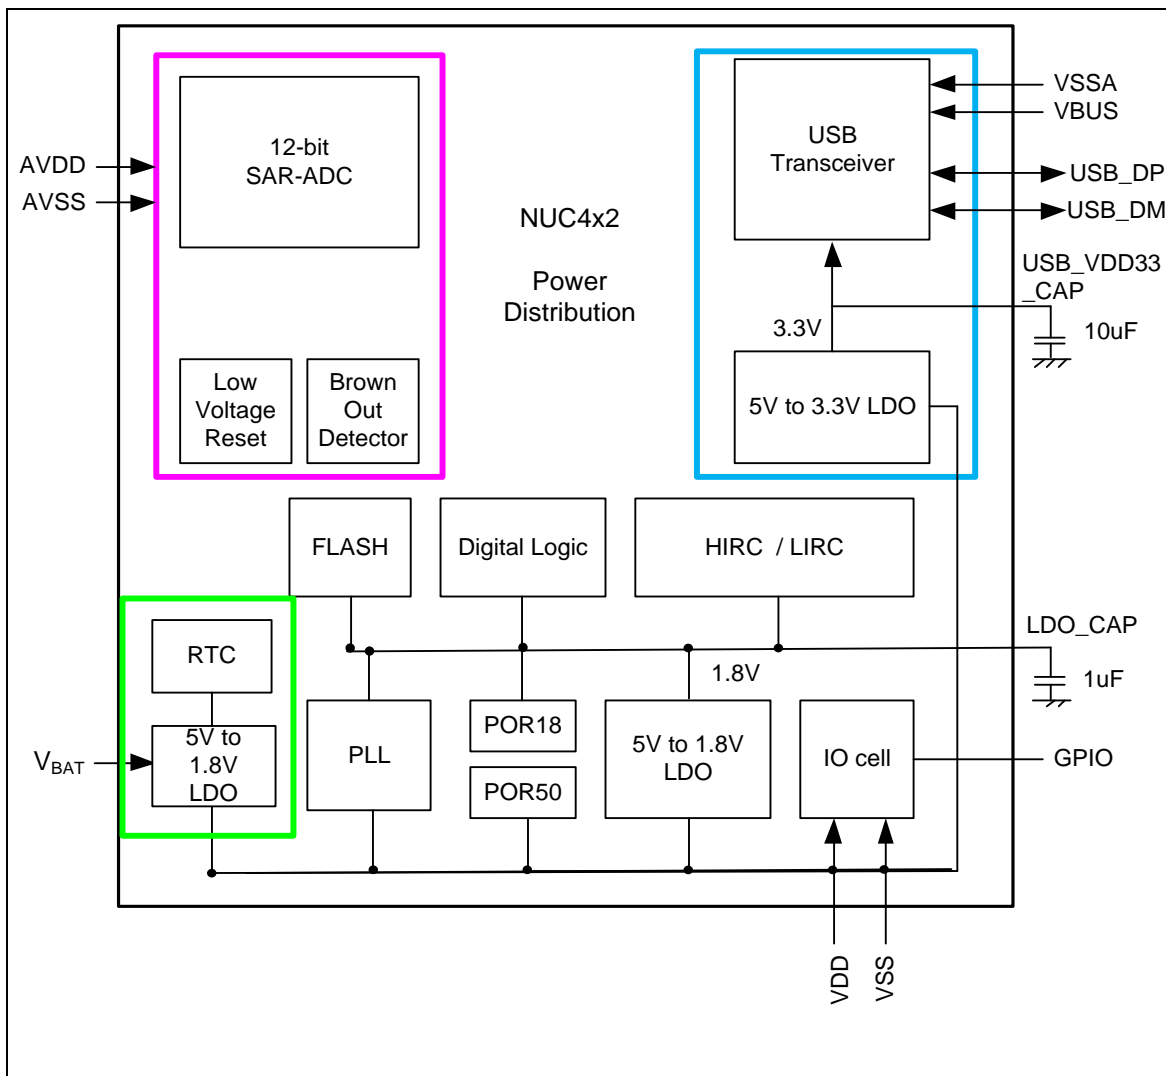 12-bit
SAR-ADC
AVDD
AVSS
Low
Voltage
Reset
Brown
Out
Detector
NUC4x2
Power
Distribution
USB
Transceiver
VSSA
VBUS
USB_DP
USB_DM
USB_VDD33
_CAP
10uF
3.3V
5V to 3.3V LDO
FLASH
Digital Logic
HIRC / LIRC
RTC
5V to
1.8V
LDO
VBAT
PLL
POR18
POR50
1.8V
5V to 1.8V
LDO
IO cell
LDO_CAP
1uF
GPIO
VDD
VSS